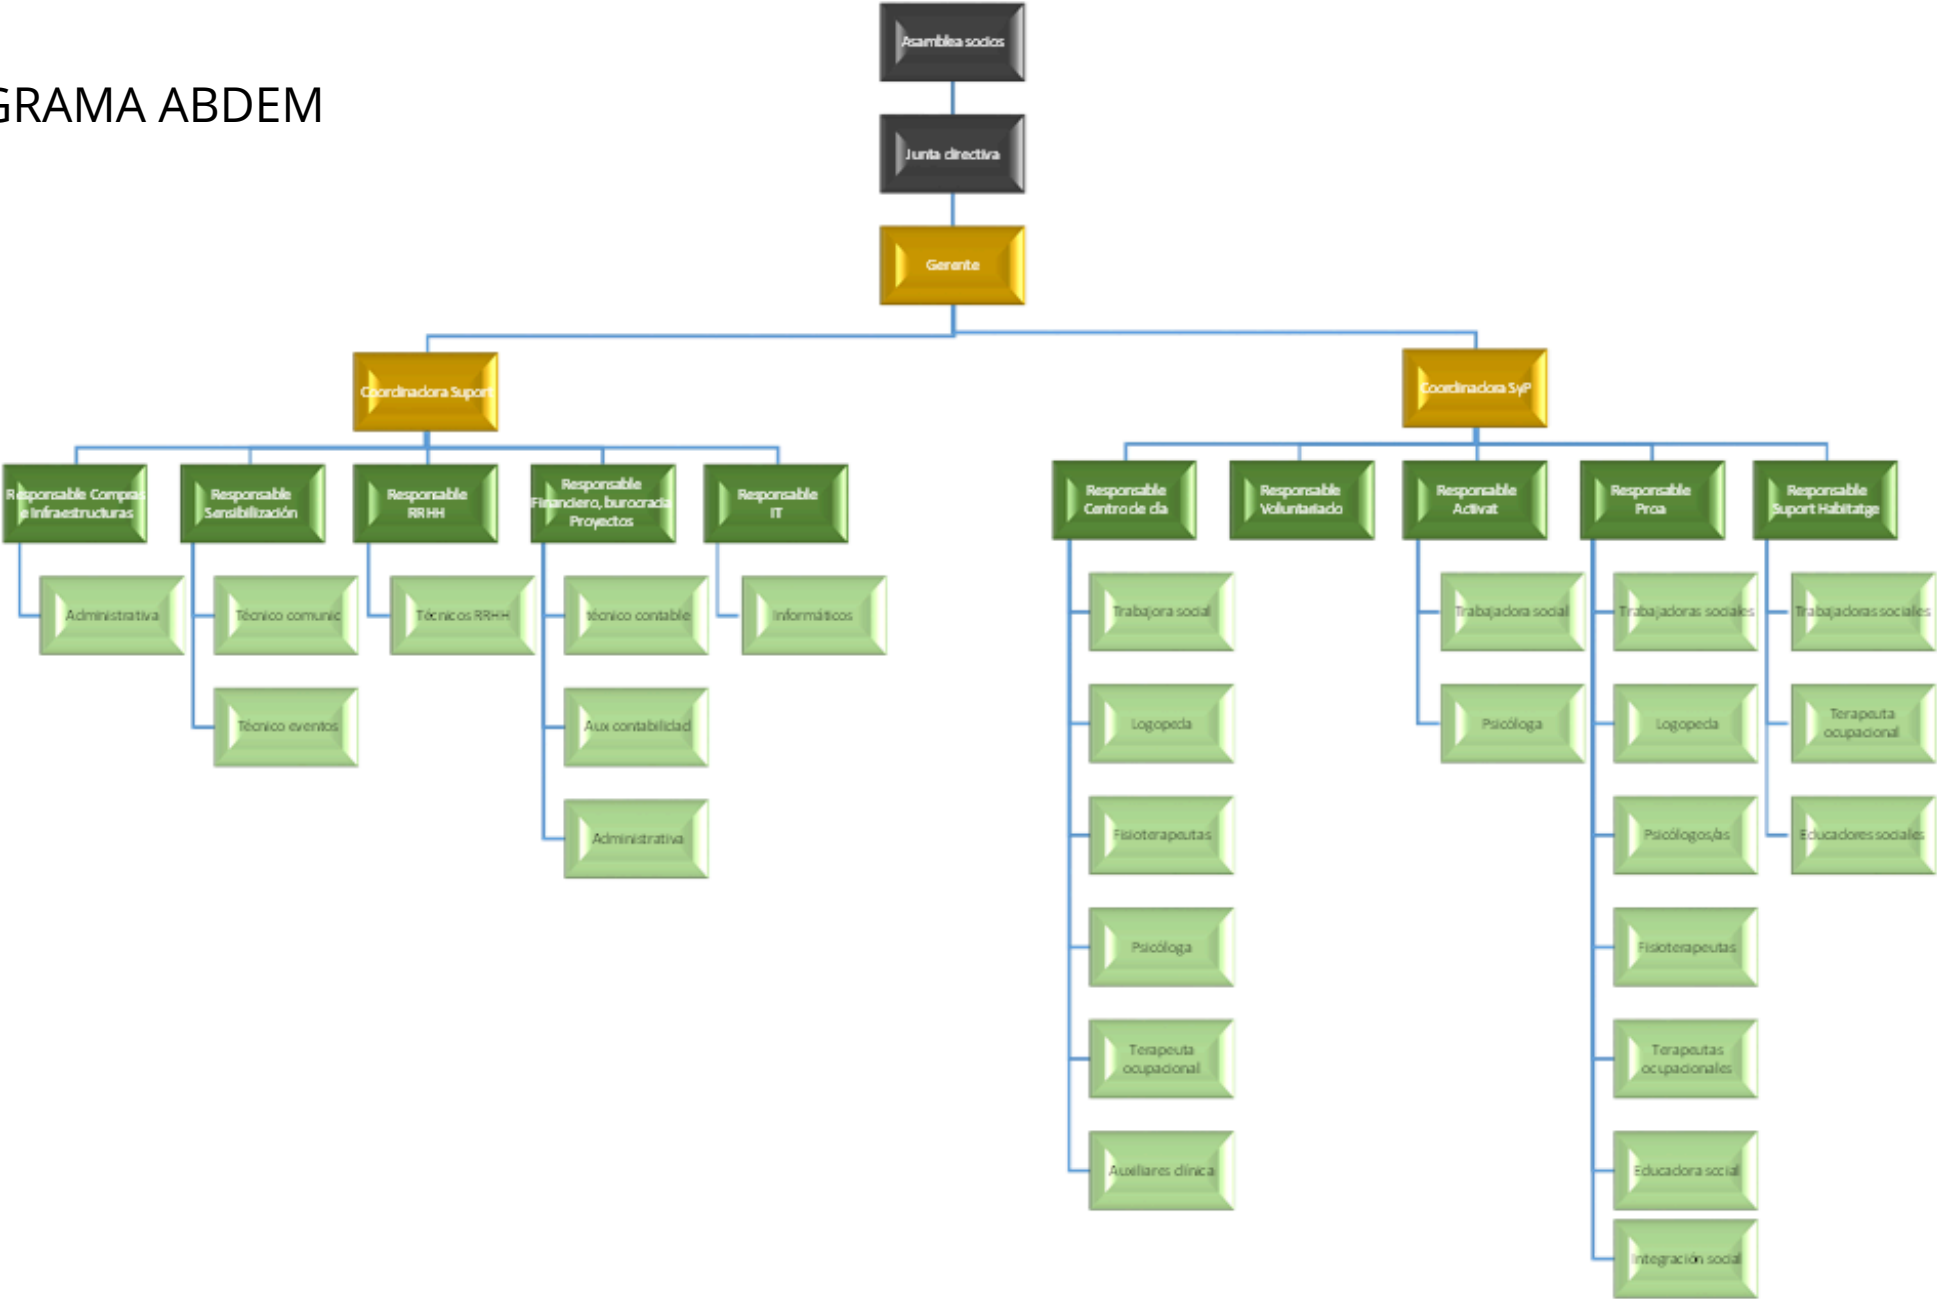 GRAMA ABDEM
Asamblea socios
Junta directiva
Gerente
Coordinadora Suport
Coordinadora SyP
Responsable Compras
e Infraestructuras
Responsable
Sensibilización
Responsable
RRHH
Responsable
Financiero, burocracia
Proyectos
Responsable
IT
Responsable
Centro de día
Responsable
Voluntariado
Responsable
Activat
Responsable
Proa
Responsable
Suport Habitatge
Administrativa
Técnico comunic
Técnico eventos
Técnicos RRHH
técnico contable
Aux contabilidad
Administrativa
Informáticos
Trabajora social
Logopeda
Fisioterapeutas
Psicóloga
Terapeuta
ocupacional
Auxiliares clínica
Trabajadora social
Psicóloga
Trabajadoras sociales
Logopeda
Psicólogos/as
Fisioterapeutas
Terapeutas
ocupacionales
Educadora social
Integración social
Trabajadoras sociales
Terapeuta
ocupacional
Educadores sociales